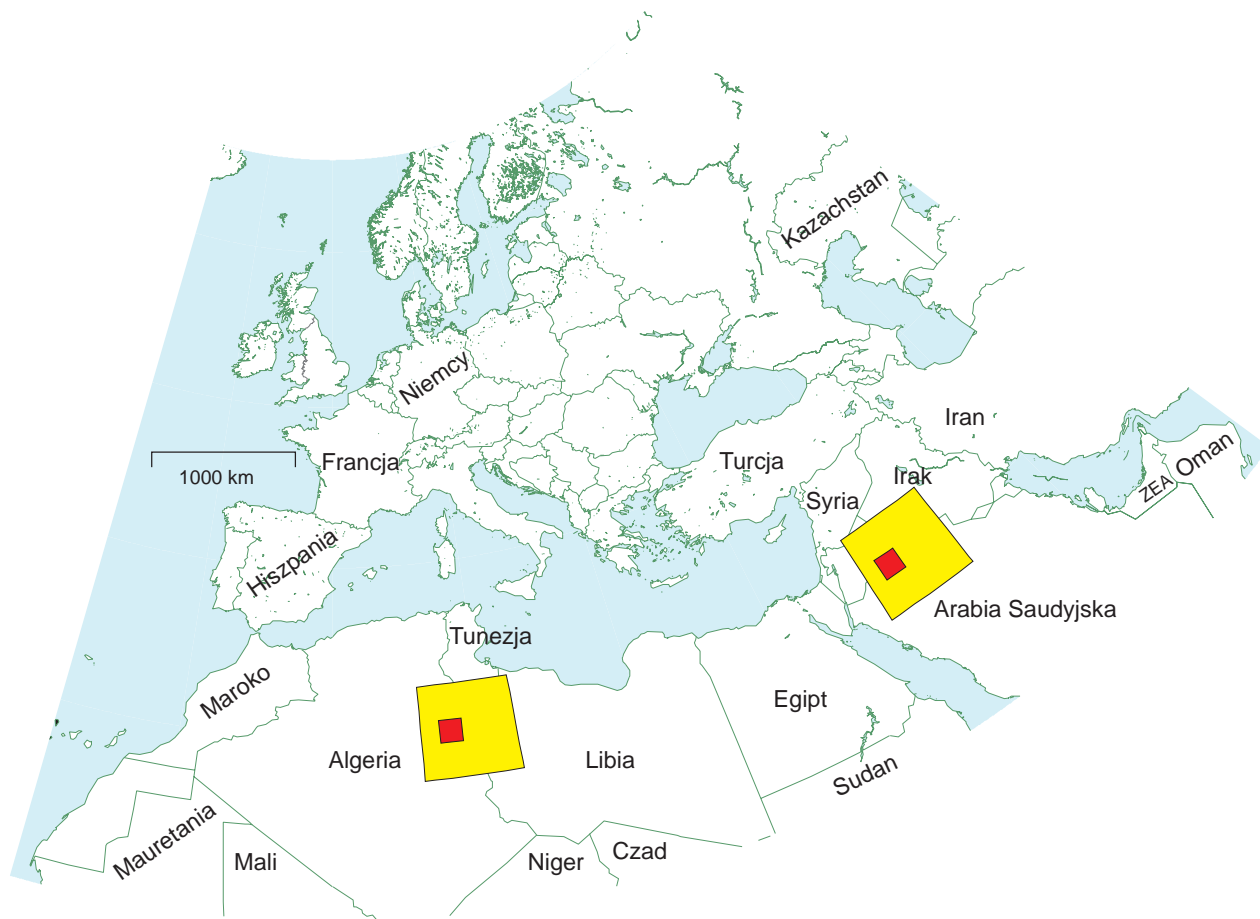 Kazachstan
Niemcy
Iran
Francja
Turcja
Oman
1000 km
Irak
ZEA
Syria
Hiszpania
Arabia Saudyjska
Tunezja
Maroko
Egipt
Algeria
Libia
Sudan
Mauretania
Mali
Niger
Czad